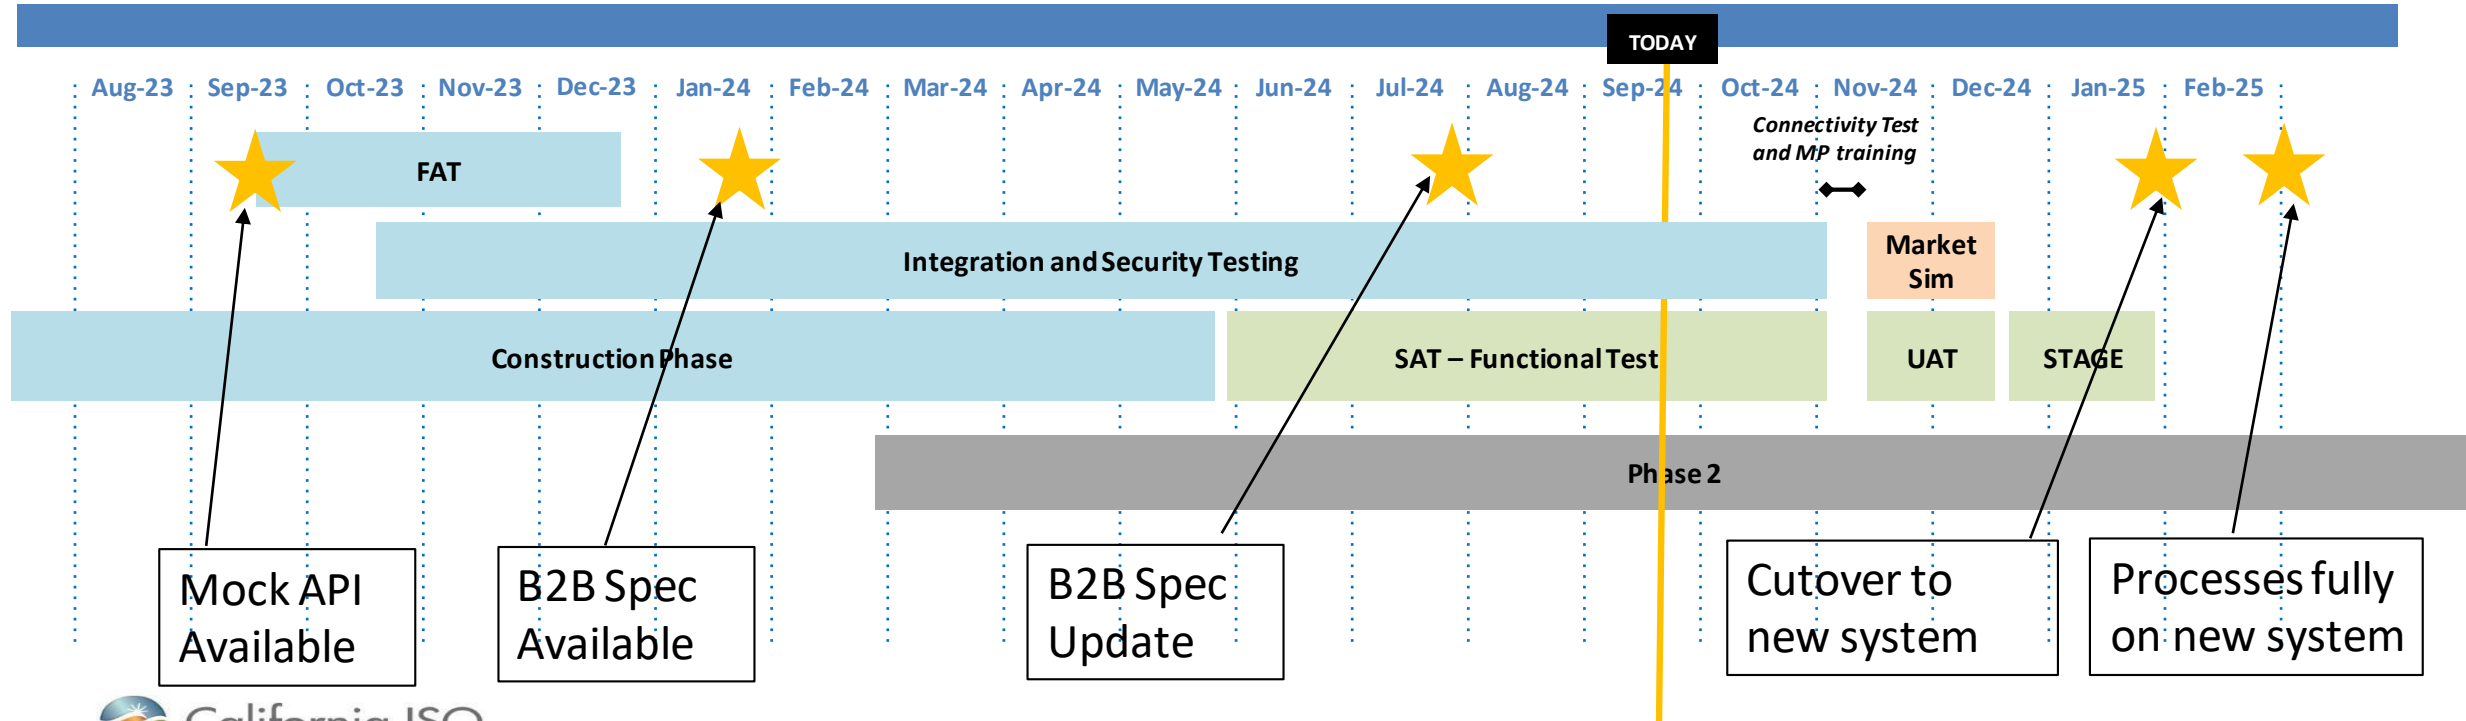 TODAY
Aug-23 Sep-23 Oct-23 Nov-23 Dec-23 Jan-24 Feb-24 Mar-24 Apr-24 May-24 Jun-24 Jul-24 Aug-24 Sep-24 Oct-24 Nov-24 Dec-24 Jan-25 Feb-25
Connectivity Test
and MP training
FAT
Integration and Security Testing
Market
Sim
Construction Phase
SAT – Functional Test
UAT
STAGE
Phase 2
Mock API
Available
B2B Spec
Available
B2B Spec
Update
Cutover to
new system
Processes fully
on new system
California ISO